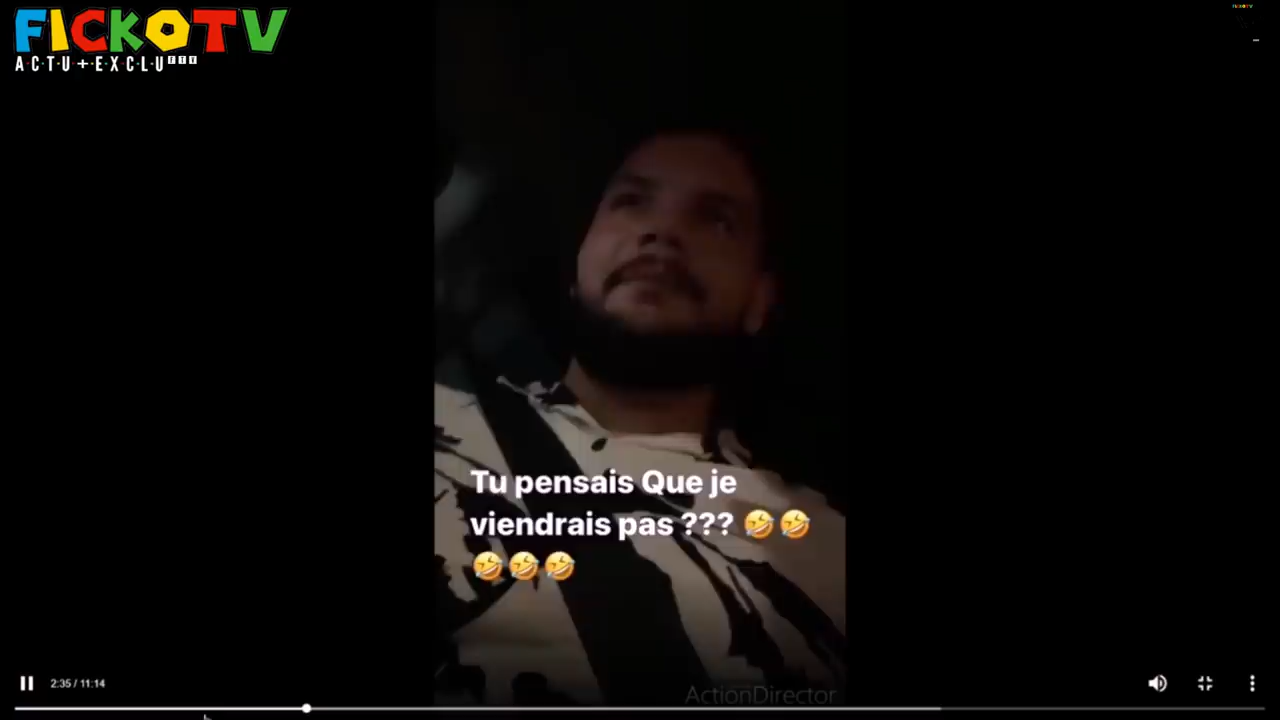 FICKOTV
ACTU+EXCLU
Tu pensais Que je
viendrais pas ??? 🤣🤣
🤣🤣🤣
ActionDirector
2:35 / 11:14